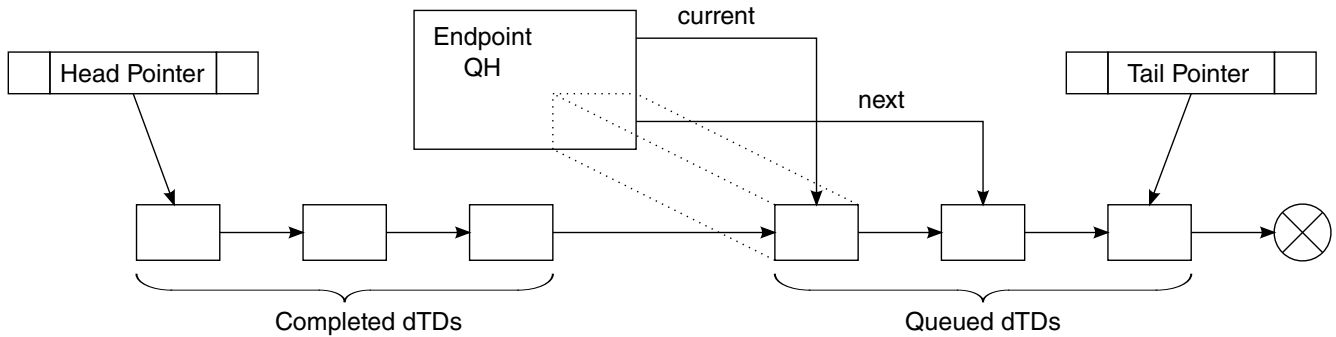 current
Endpoint
QH
Head Pointer
Tail Pointer
next
Completed dTDs
Queued dTDs